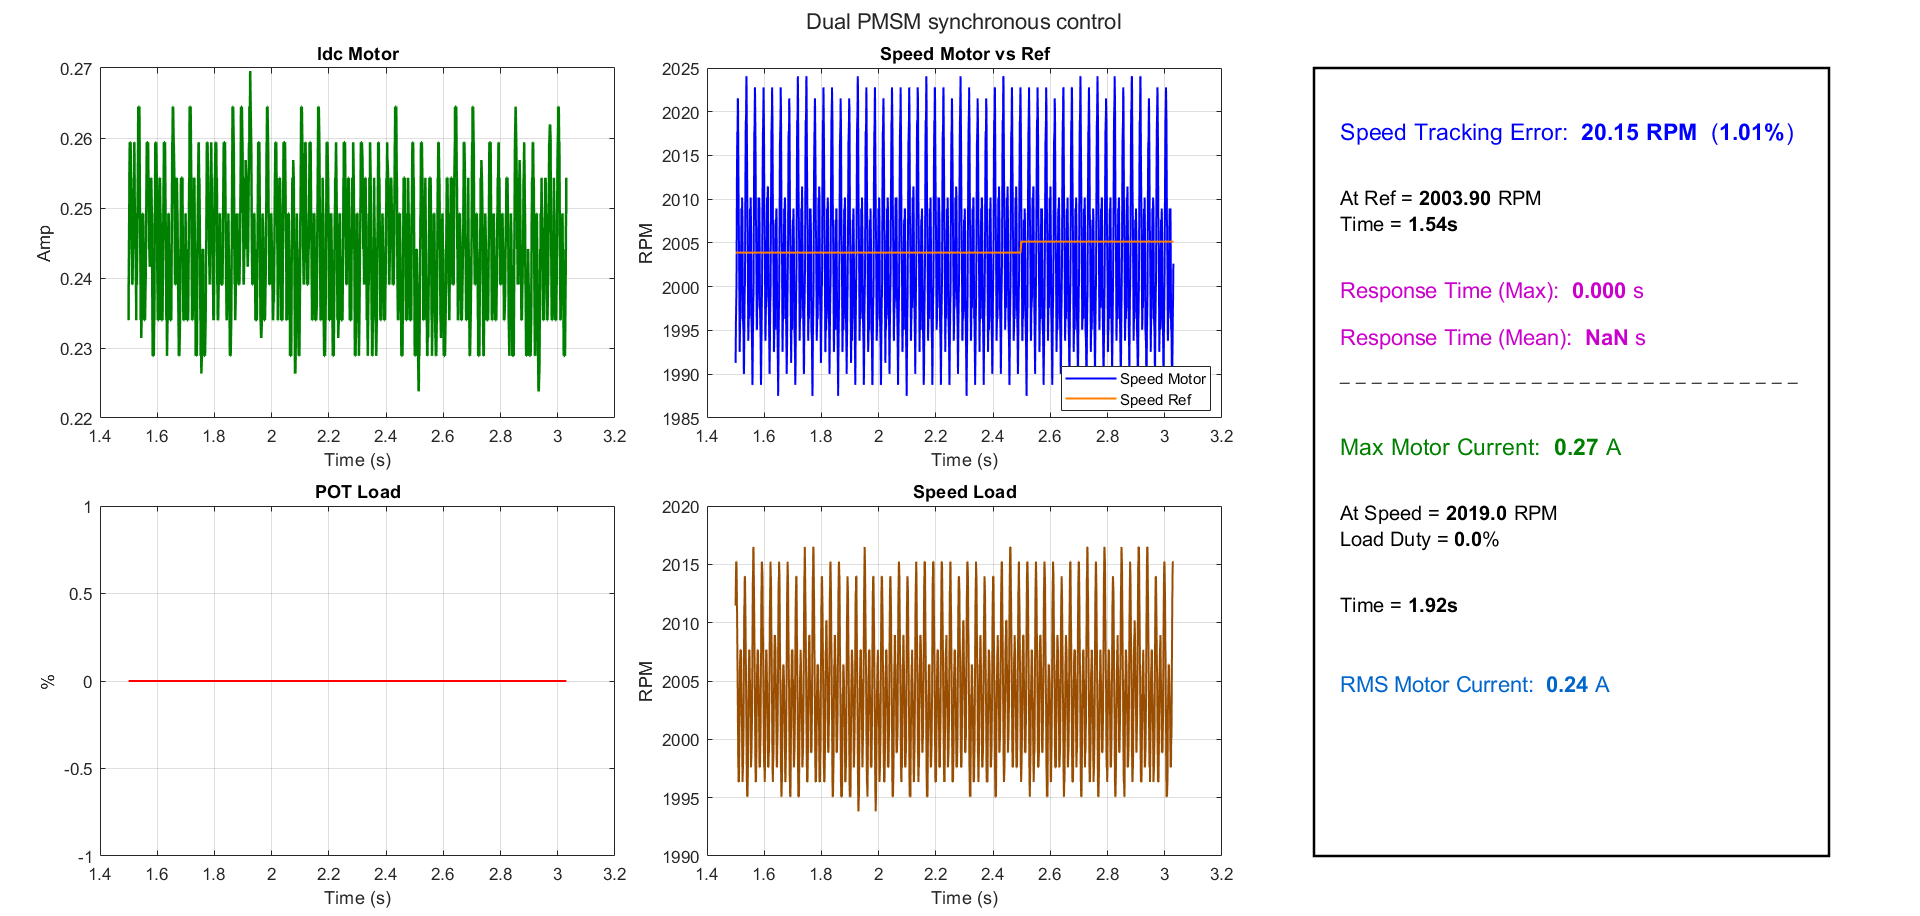 Dual PMSM synchronous control
Idc Motor
0.27
0.26
0.25
0.24
0.23
0.22
Amp
1.4 1.6 1.8 2 2.2 2.4 2.6 2.8 3 3.2
Time (s)
Speed Motor vs Ref
2025
2020
2015
2010
2005
2000
1995
1990
1985
RPM
Speed Motor
Speed Ref
1.4 1.6 1.8 2 2.2 2.4 2.6 2.8 3 3.2
Time (s)
POT Load
1
0.5
0
-0.5
-1
%
1.4 1.6 1.8 2 2.2 2.4 2.6 2.8 3 3.2
Time (s)
Speed Load
2020
2015
2010
2005
2000
1995
1990
RPM
1.4 1.6 1.8 2 2.2 2.4 2.6 2.8 3 3.2
Time (s)
Speed Tracking Error: 20.15 RPM (1.01%)
At Ref = 2003.90 RPM
Time = 1.54s
Response Time (Max): 0.000 s
Response Time (Mean): NaN s
Max Motor Current: 0.27 A
At Speed = 2019.0 RPM
Load Duty = 0.0%
Time = 1.92s
RMS Motor Current: 0.24 A